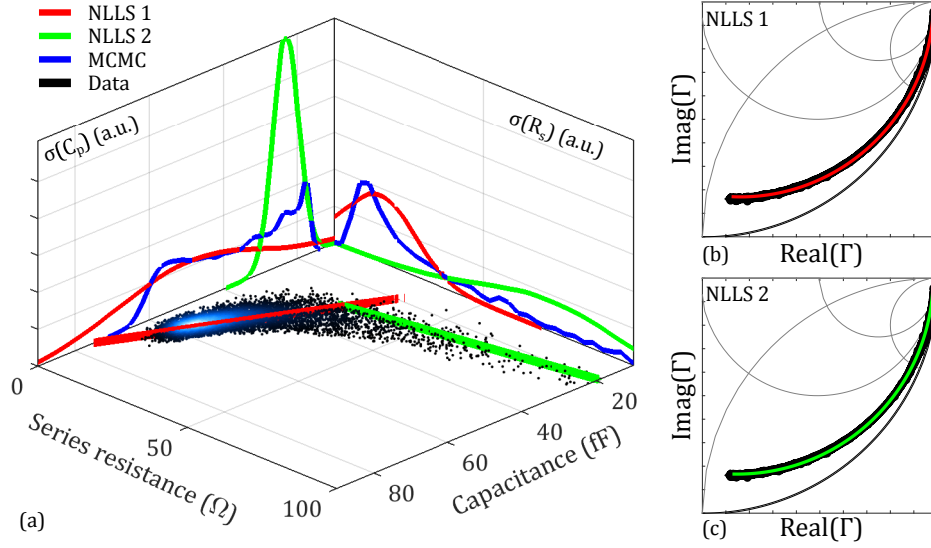 NLLS 1
NLLS 2
MCMC
Data
σ(Cp) (a.u.)
σ(Rs) (a.u.)
0
50
100
Series resistance (Ω)
80
60
40
20
Capacitance (fF)
(a)
NLLS 1
Imag(Γ)
(b)
Real(Γ)
NLLS 2
Imag(Γ)
(c)
Real(Γ)